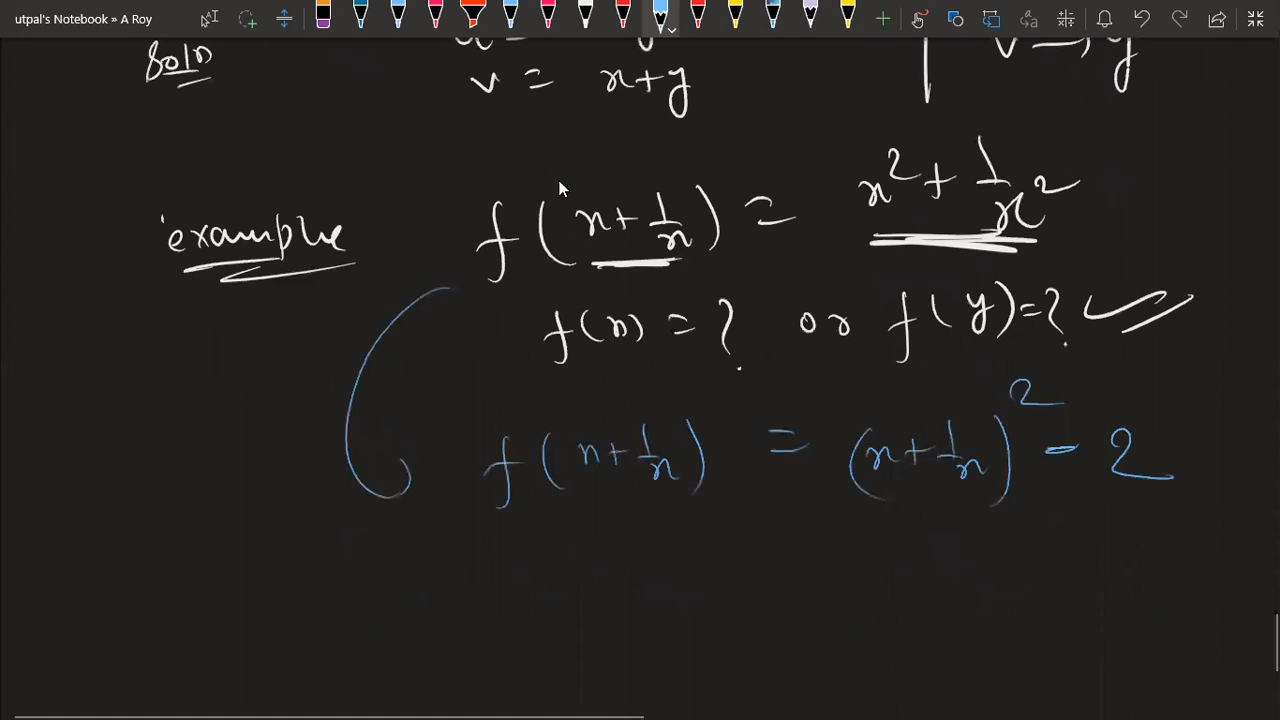 utpal's Notebook » A Roy
Soln
v = x+y
v → y
example f(x+1/x) = x²+1/x²
f(x) = ? or f(y)=?
f(x+1/x) = (x+1/x)² - 2